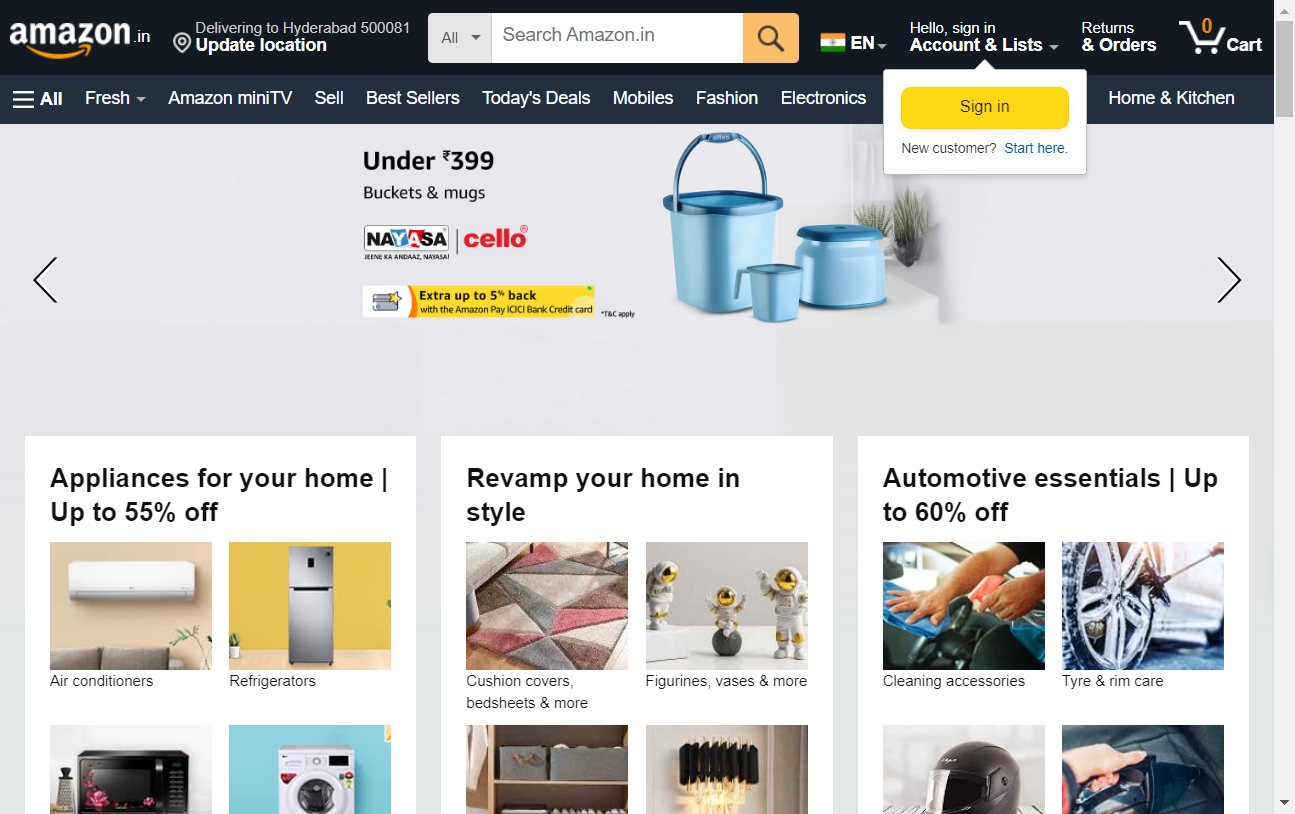 amazon.in
Delivering to Hyderabad 500081
Update location
All
Search Amazon.in
EN
Hello, sign in
Account & Lists
Returns
& Orders
0
Cart
All
Fresh
Amazon miniTV
Sell
Best Sellers
Today's Deals
Mobiles
Fashion
Electronics
Home & Kitchen
Sign in
New customer? Start here.
Under ₹399
Buckets & mugs
NAYASA | cello®
JEENE KA ANDAAZ, NAYASA!
Extra up to 5% back
with the Amazon Pay ICICI Bank Credit card
*T&C apply
Appliances for your home |
Up to 55% off
Air conditioners
Refrigerators
Revamp your home in
style
Cushion covers,
bedsheets & more
Figurines, vases & more
Automotive essentials | Up
to 60% off
Cleaning accessories
Tyre & rim care